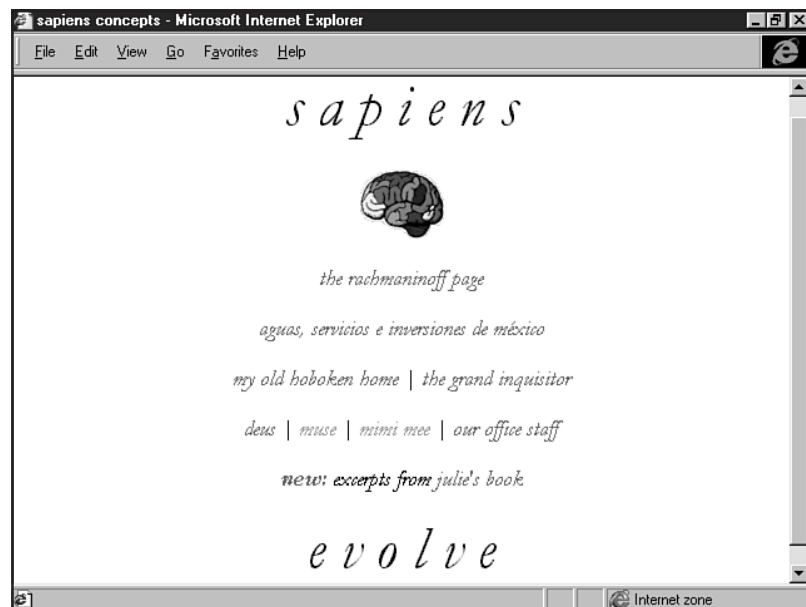 sapiens concepts - Microsoft Internet Explorer
File Edit View Go Favorites Help
sapiens
the rachmaninoff page
aguas, servicios e inversiones de méxico
my old hoboken home | the grand inquisitor
deus | muse | mimi mee | our office staff
new: excerpts from julie's book
evolve
Internet zone